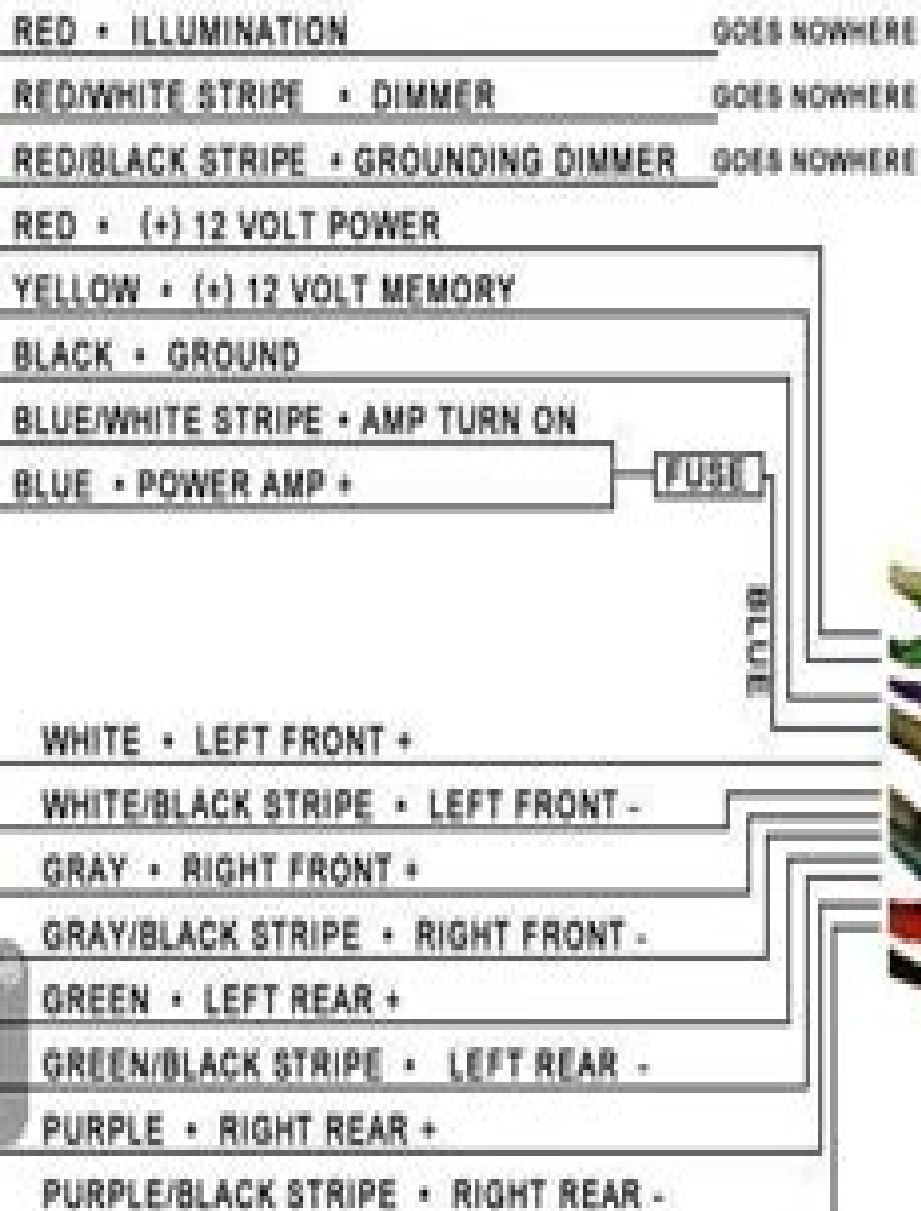 RED • ILLUMINATION GOES NOWHERE
RED/WHITE STRIPE • DIMMER GOES NOWHERE
RED/BLACK STRIPE • GROUNDING DIMMER GOES NOWHERE
RED • (+) 12 VOLT POWER
YELLOW • (+) 12 VOLT MEMORY
BLACK • GROUND
BLUE/WHITE STRIPE • AMP TURN ON
BLUE • POWER AMP +
FUSE
BLUE
WHITE • LEFT FRONT +
WHITE/BLACK STRIPE • LEFT FRONT -
GRAY • RIGHT FRONT +
GRAY/BLACK STRIPE • RIGHT FRONT -
GREEN • LEFT REAR +
GREEN/BLACK STRIPE • LEFT REAR -
PURPLE • RIGHT REAR +
PURPLE/BLACK STRIPE • RIGHT REAR -